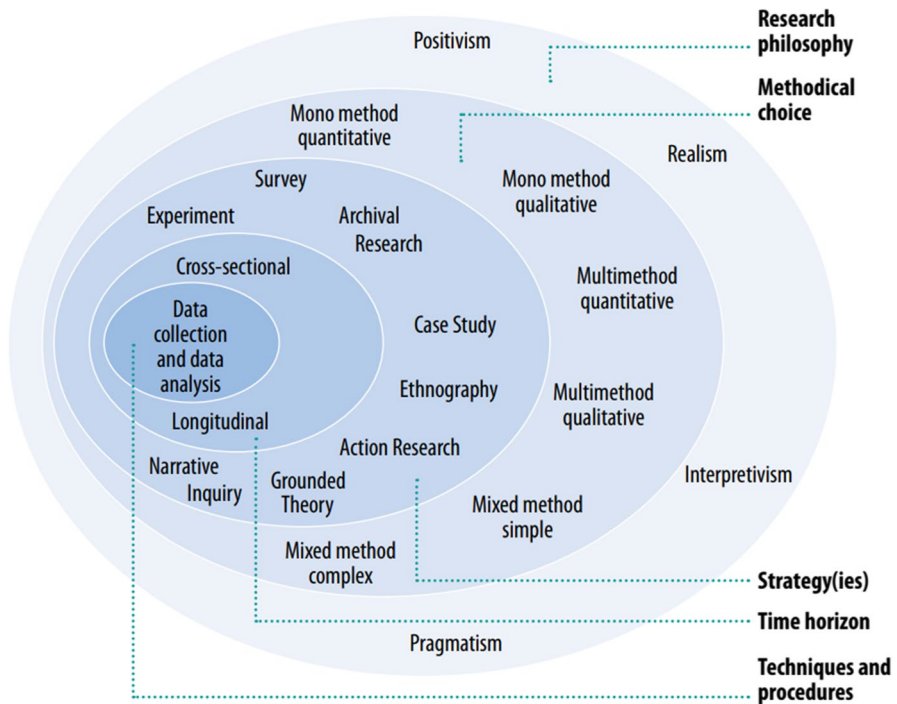 Research
philosophy
Positivism
Methodical
choice
Mono method
quantitative
Realism
Mono method
qualitative
Survey
Experiment
Archival
Research
Cross-sectional
Multimethod
quantitative
Data
collection
and data
analysis
Case Study
Ethnography
Multimethod
qualitative
Longitudinal
Action Research
Narrative
Inquiry
Grounded
Theory
Interpretivism
Mixed method
simple
Mixed method
complex
Strategy(ies)
Time horizon
Pragmatism
Techniques and
procedures